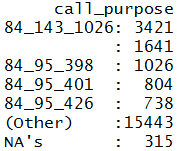 call_purpose
84_143_1026: 3421
: 1641
84_95_398 : 1026
84_95_401 : 804
84_95_426 : 738
(Other) :15443
NA's : 315